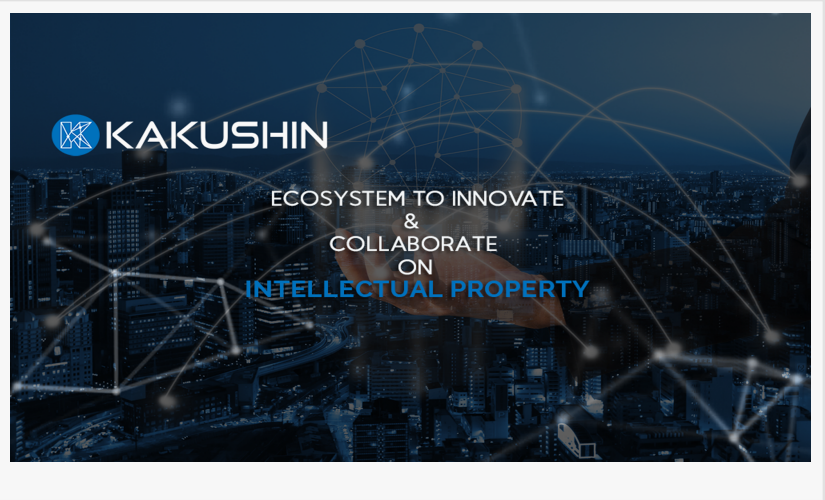 KAKUSHIN
ECOSYSTEM TO INNOVATE
&
COLLABORATE
ON
INTELLECTUAL PROPERTY